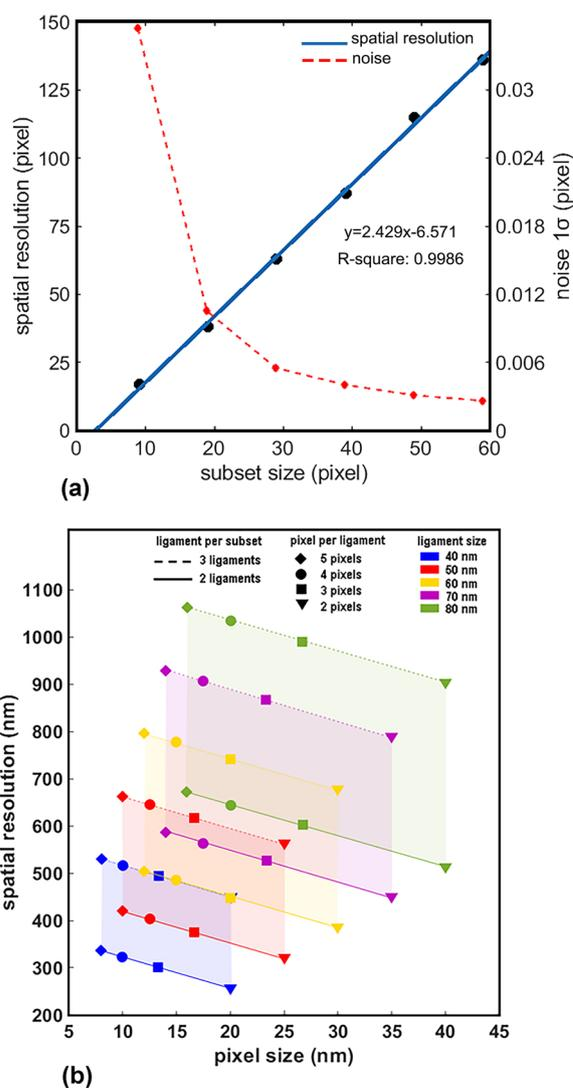 150
125
100
75
50
25
0
spatial resolution (pixel)
spatial resolution
noise
y=2.429x-6.571
R-square: 0.9986
0.03
0.024
0.018
0.012
0.006
0
noise 1σ (pixel)
0 10 20 30 40 50 60
subset size (pixel)
(a)
ligament per subset
3 ligaments
2 ligaments
pixel per ligament
5 pixels
4 pixels
3 pixels
2 pixels
ligament size
40 nm
50 nm
60 nm
70 nm
80 nm
1100
1000
900
800
700
600
500
400
300
200
spatial resolution (nm)
5 10 15 20 25 30 35 40 45
pixel size (nm)
(b)